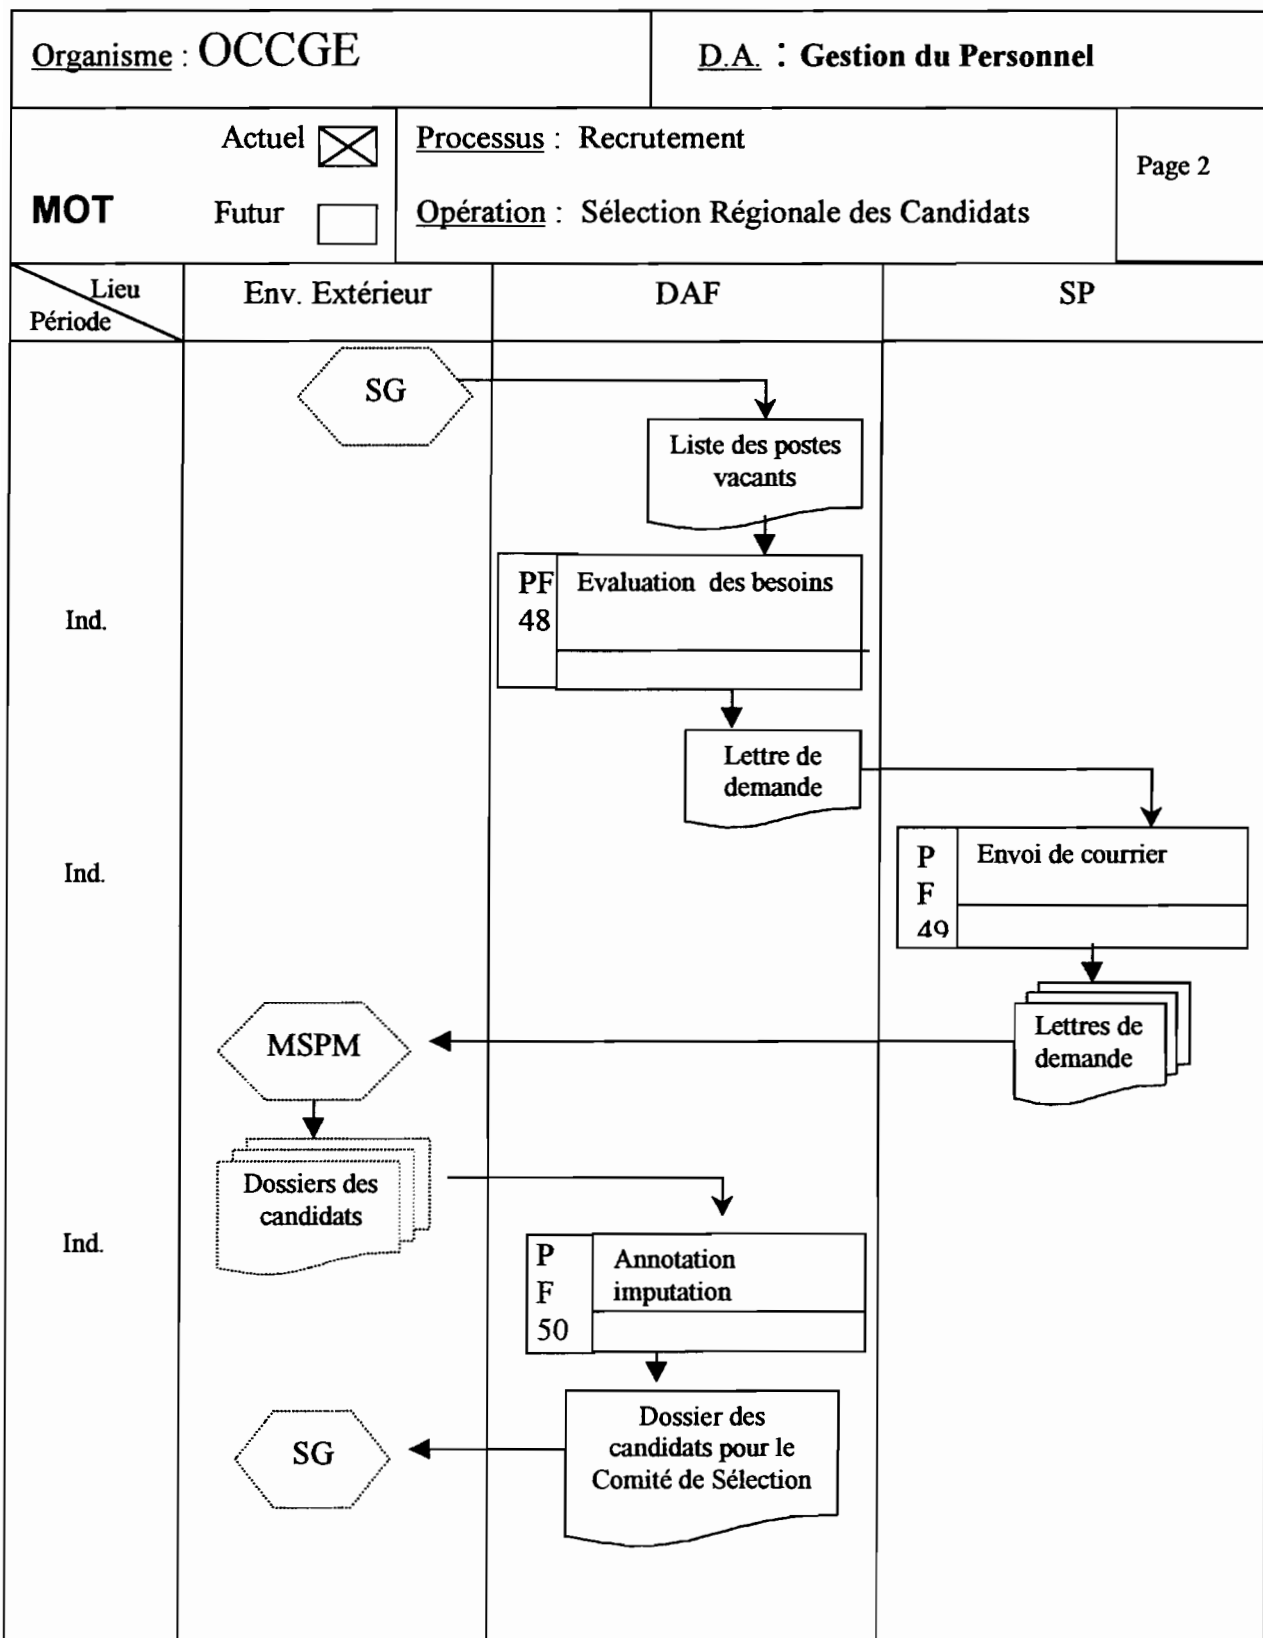 Organisme : OCCGE
D.A. : Gestion du Personnel
Actuel
Processus : Recrutement
Page 2
MOT
Futur
Opération : Sélection Régionale des Candidats
Lieu
Période
Env. Extérieur
DAF
SP
SG
Liste des postes
vacants
PF
48
Evaluation des besoins
Ind.
Lettre de
demande
Ind.
P
F
49
Envoi de courrier
MSPM
Lettres de
demande
Dossiers des
candidats
Ind.
P
F
50
Annotation
imputation
SG
Dossier des
candidats pour le
Comité de Sélection